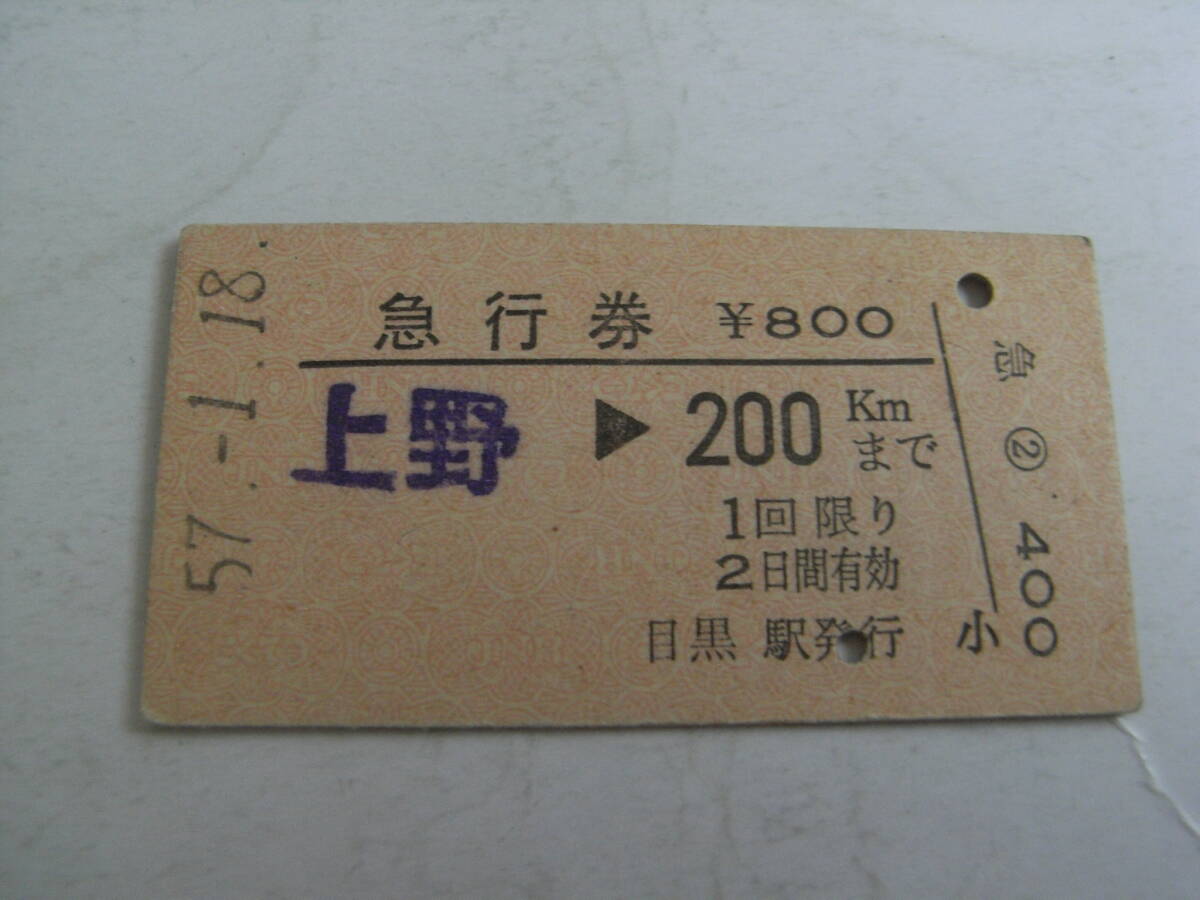 57.-1.18.
急行券 ¥800
上野 ▶ 200 Km まで
1回限り
2日間有効
目黒駅発行
小
急 ② 400